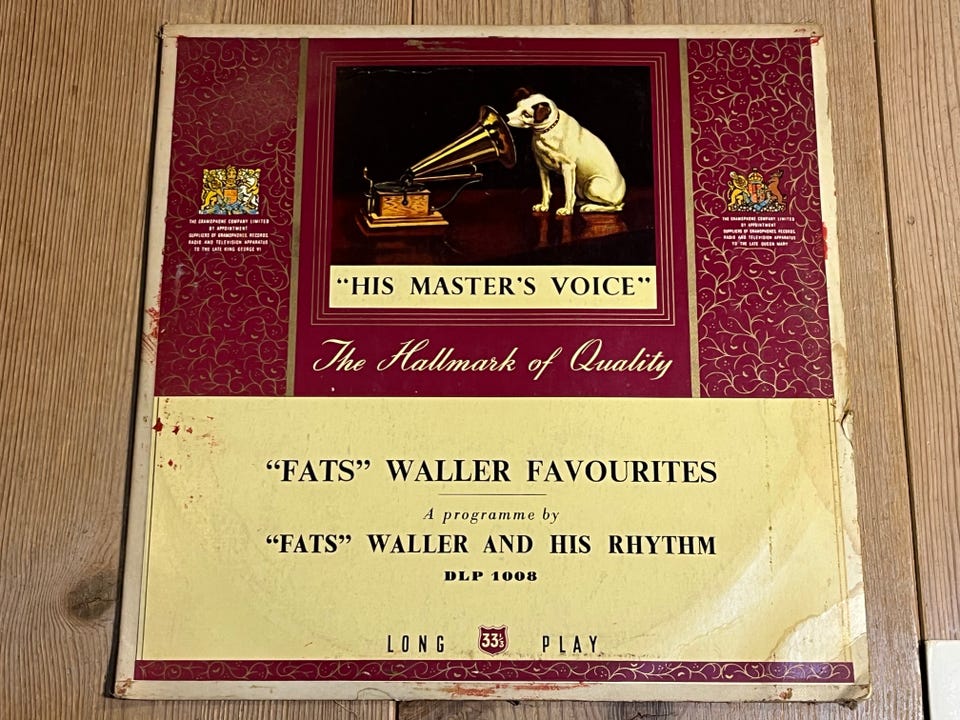 THE GRAMOPHONE COMPANY LIMITED
BY APPOINTMENT
SUPPLIERS OF GRAMOPHONES, RECORDS,
RADIO AND TELEVISION APPARATUS
TO THE LATE KING GEORGE VI
THE GRAMOPHONE COMPANY LIMITED
BY APPOINTMENT
SUPPLIERS OF GRAMOPHONES, RECORDS,
RADIO AND TELEVISION APPARATUS
TO THE LATE QUEEN MARY
"HIS MASTER'S VOICE"
The Hallmark of Quality
"FATS" WALLER FAVOURITES
A programme by
"FATS" WALLER AND HIS RHYTHM
DLP 1008
LONG 33⅓ PLAY